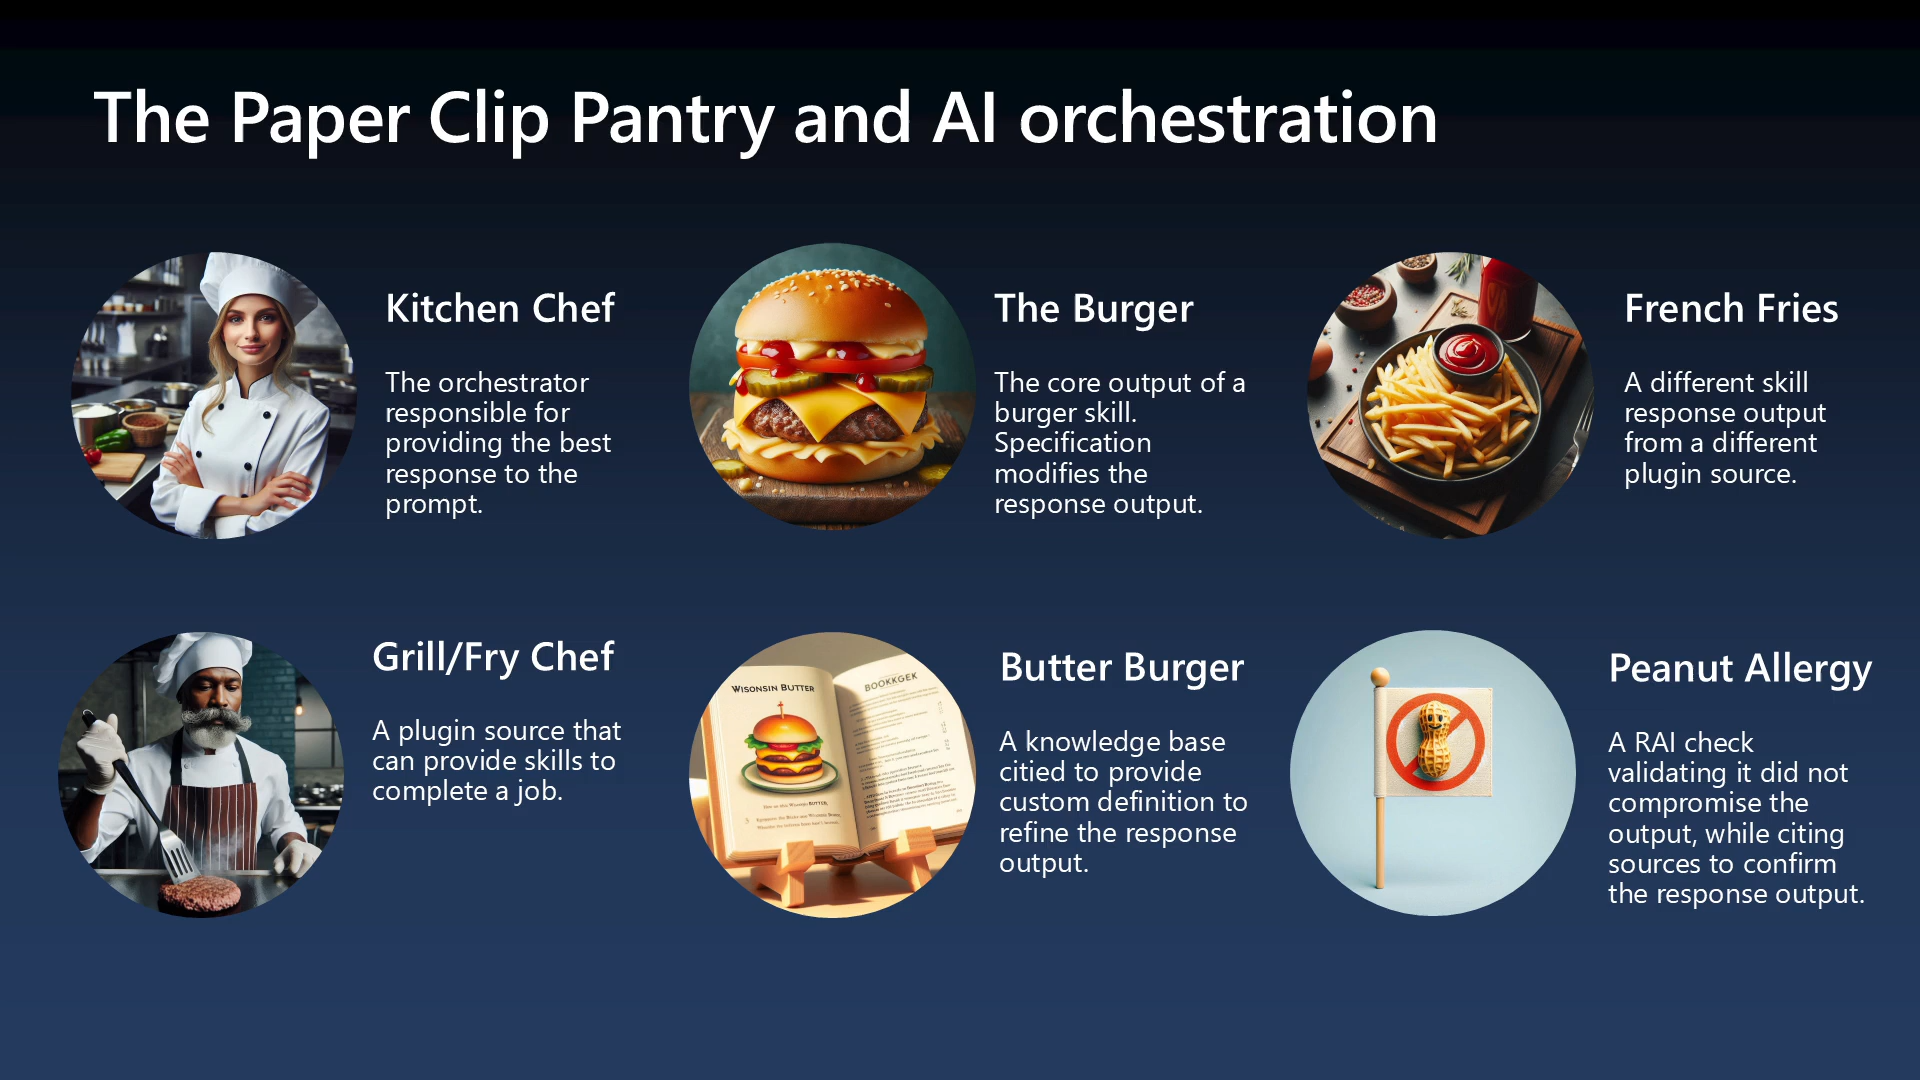 The Paper Clip Pantry and AI orchestration
Kitchen Chef
The orchestrator
responsible for
providing the best
response to the
prompt.
The Burger
The core output of a
burger skill.
Specification
modifies the
response output.
French Fries
A different skill
response output
from a different
plugin source.
Grill/Fry Chef
A plugin source that
can provide skills to
complete a job.
WISONSIN BUTTER
BOOKKGEK
Butter Burger
A knowledge base
citied to provide
custom definition to
refine the response
output.
Peanut Allergy
A RAI check
validating it did not
compromise the
output, while citing
sources to confirm
the response output.